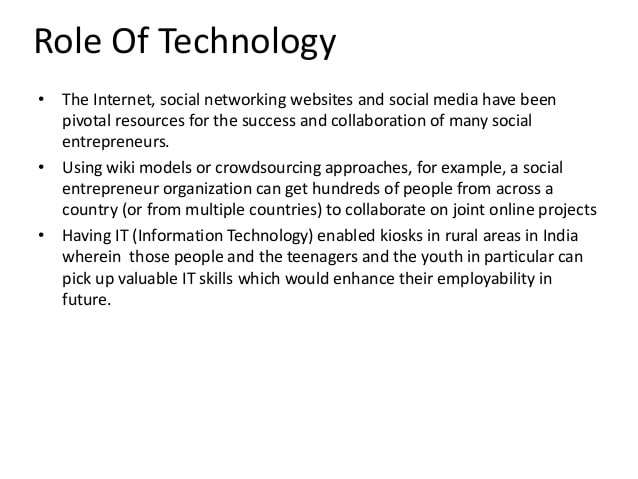 Role Of Technology
• The Internet, social networking websites and social media have been
pivotal resources for the success and collaboration of many social
entrepreneurs.
• Using wiki models or crowdsourcing approaches, for example, a social
entrepreneur organization can get hundreds of people from across a
country (or from multiple countries) to collaborate on joint online projects
• Having IT (Information Technology) enabled kiosks in rural areas in India
wherein those people and the teenagers and the youth in particular can
pick up valuable IT skills which would enhance their employability in
future.